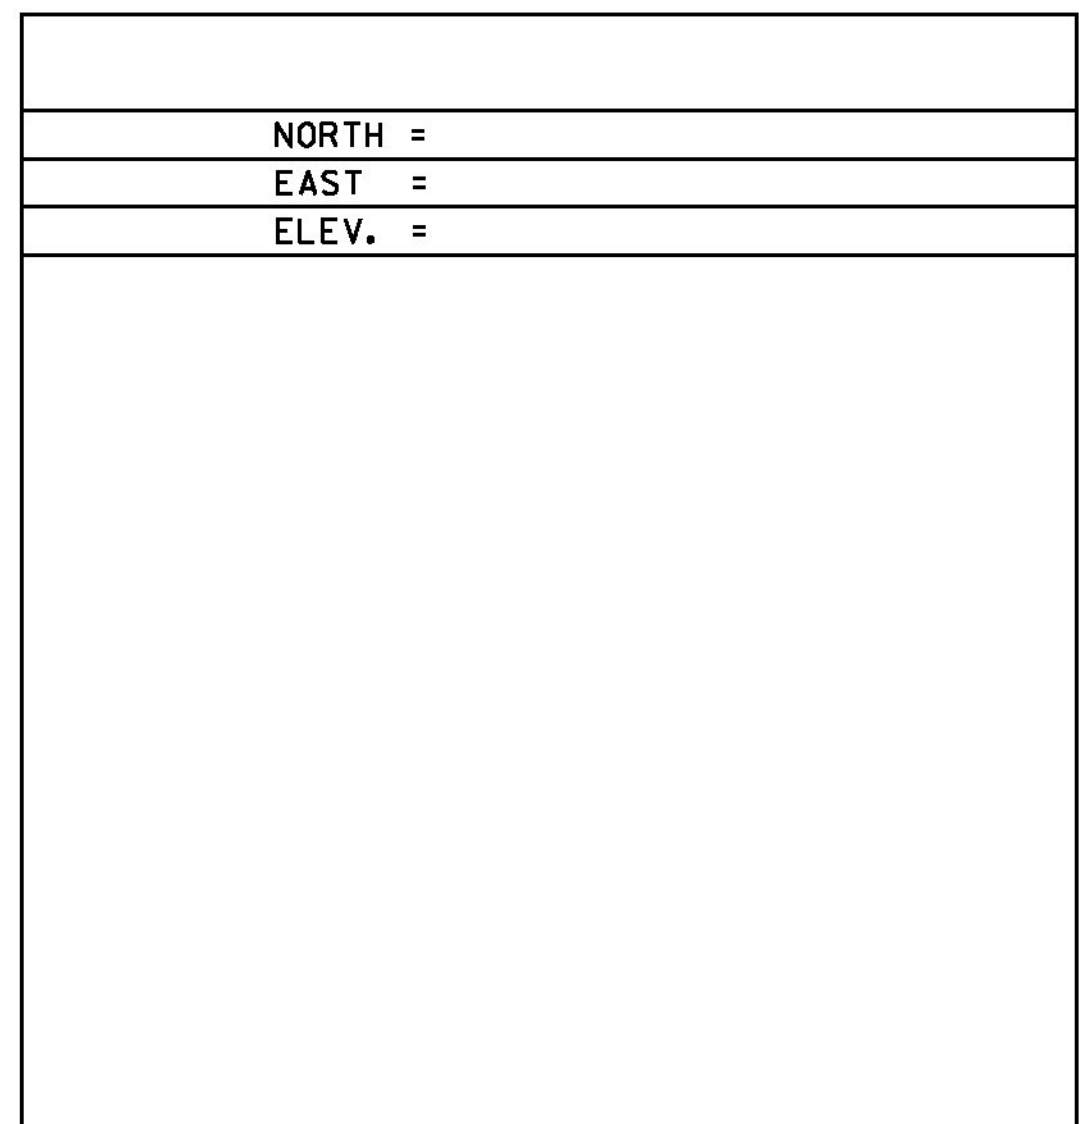 NORTH =
EAST =
ELEV. =